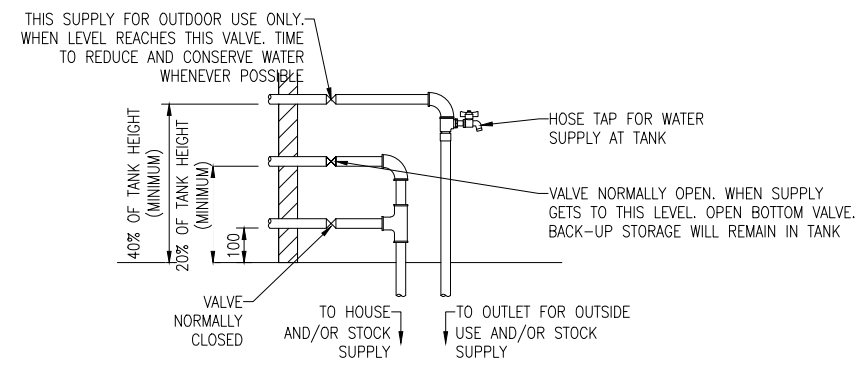 THIS SUPPLY FOR OUTDOOR USE ONLY.
WHEN LEVEL REACHES THIS VALVE. TIME
TO REDUCE AND CONSERVE WATER
WHENEVER POSSIBLE
HOSE TAP FOR WATER
SUPPLY AT TANK
40% OF TANK HEIGHT
(MINIMUM)
20% OF TANK HEIGHT
(MINIMUM)
100
VALVE NORMALLY OPEN. WHEN SUPPLY
GETS TO THIS LEVEL. OPEN BOTTOM VALVE.
BACK-UP STORAGE WILL REMAIN IN TANK
VALVE
NORMALLY
CLOSED
TO HOUSE
AND/OR STOCK
SUPPLY
TO OUTLET FOR OUTSIDE
USE AND/OR STOCK
SUPPLY